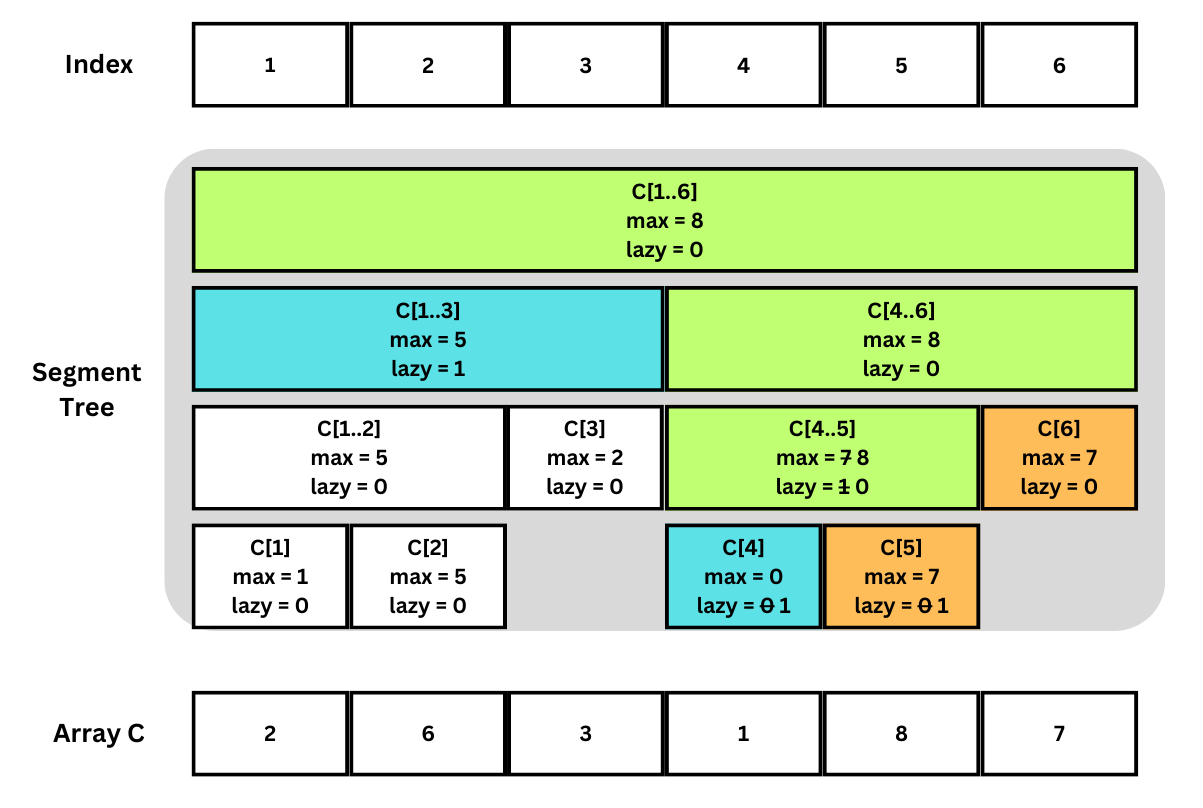 Index
1 2 3 4 5 6
C[1..6]
max = 8
lazy = 0
C[1..3]
max = 5
lazy = 1
C[4..6]
max = 8
lazy = 0
Segment
Tree
C[1..2]
max = 5
lazy = 0
C[3]
max = 2
lazy = 0
C[4..5]
max = 7 8
lazy = 1 0
C[6]
max = 7
lazy = 0
C[1]
max = 1
lazy = 0
C[2]
max = 5
lazy = 0
C[4]
max = 0
lazy = 0 1
C[5]
max = 7
lazy = 0 1
Array C
2 6 3 1 8 7